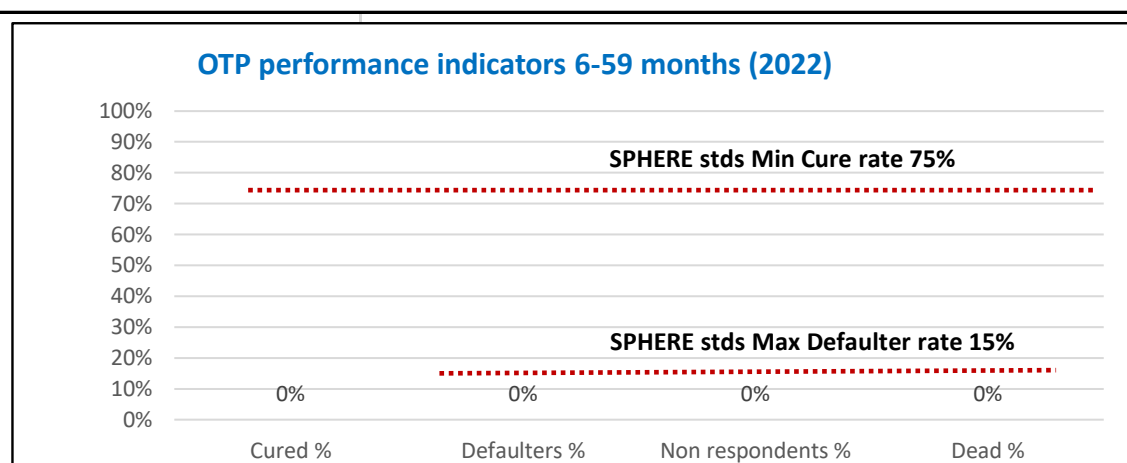 OTP performance indicators 6-59 months (2022)
100%
90%
SPHERE stds Min Cure rate 75%
80%
70%
60%
50%
40%
30%
SPHERE stds Max Defaulter rate 15%
20%
10%
0% 0% 0% 0%
0%
Cured % Defaulters % Non respondents % Dead %